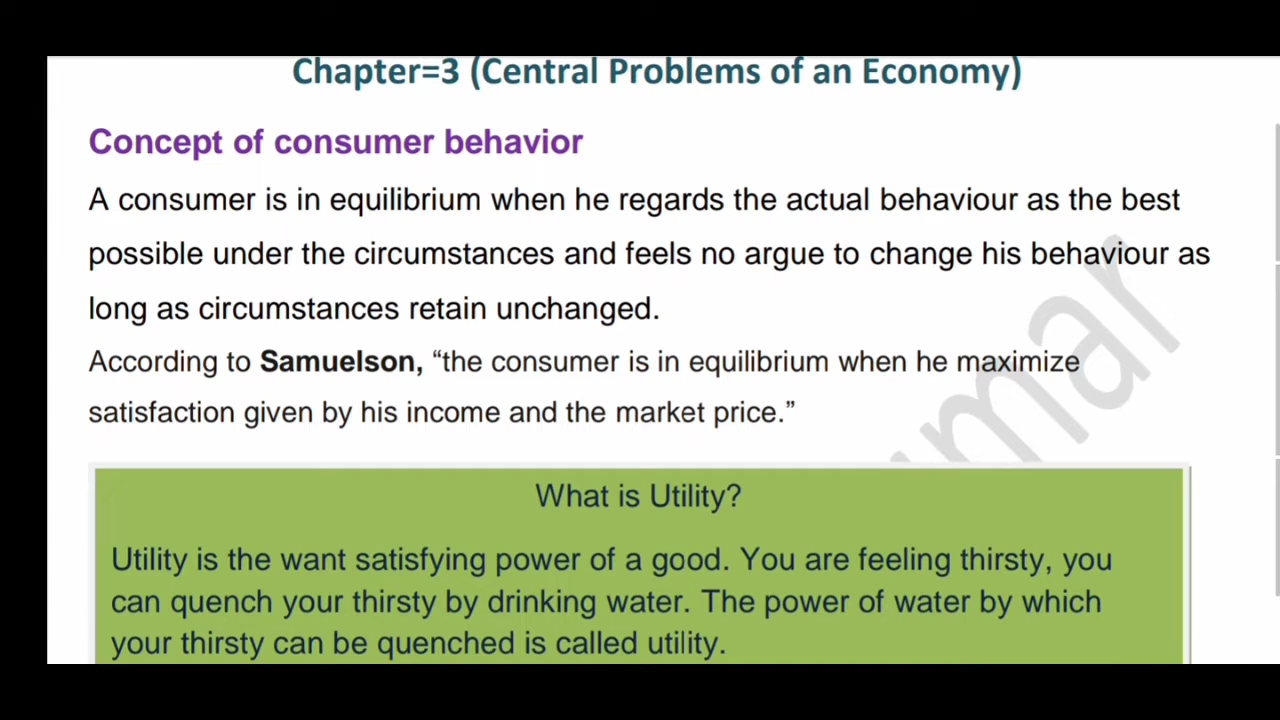 Chapter=3 (Central Problems of an Economy)
Concept of consumer behavior
A consumer is in equilibrium when he regards the actual behaviour as the best
possible under the circumstances and feels no argue to change his behaviour as
long as circumstances retain unchanged.
According to Samuelson, “the consumer is in equilibrium when he maximize
satisfaction given by his income and the market price.”
What is Utility?
Utility is the want satisfying power of a good. You are feeling thirsty, you
can quench your thirsty by drinking water. The power of water by which
your thirsty can be quenched is called utility.